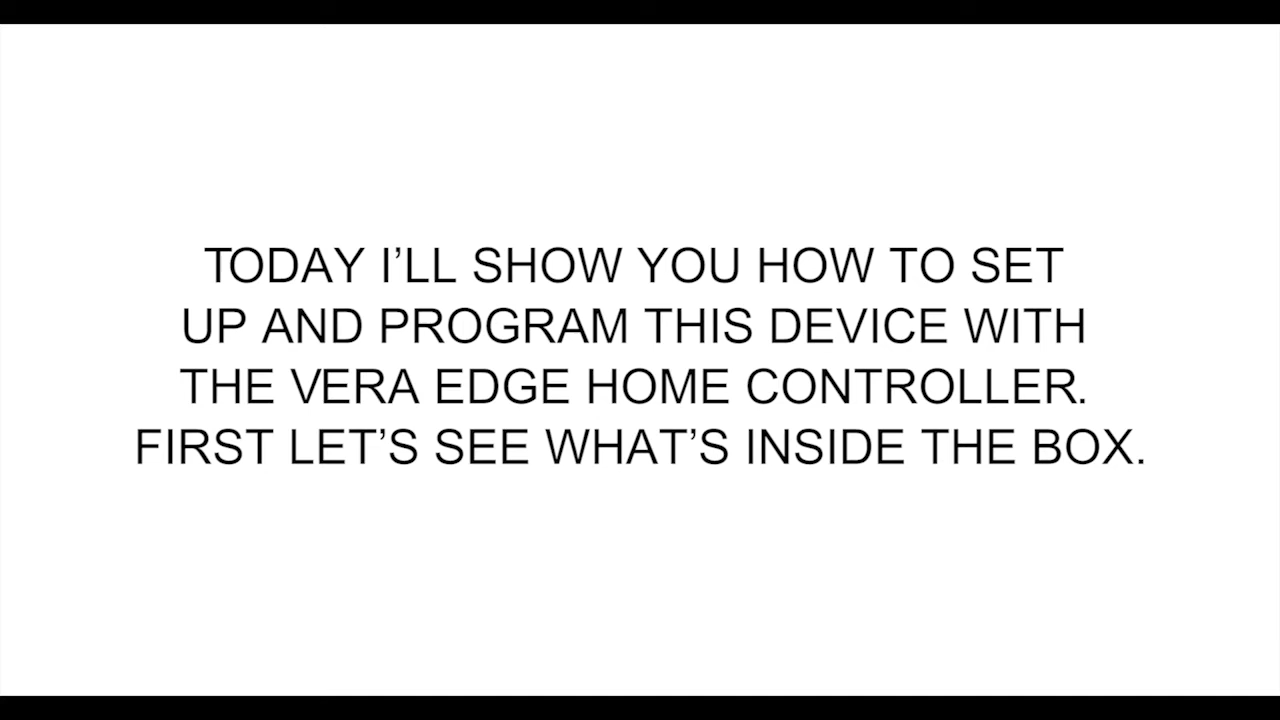 TODAY I’LL SHOW YOU HOW TO SET
UP AND PROGRAM THIS DEVICE WITH
THE VERA EDGE HOME CONTROLLER.
FIRST LET’S SEE WHAT’S INSIDE THE BOX.